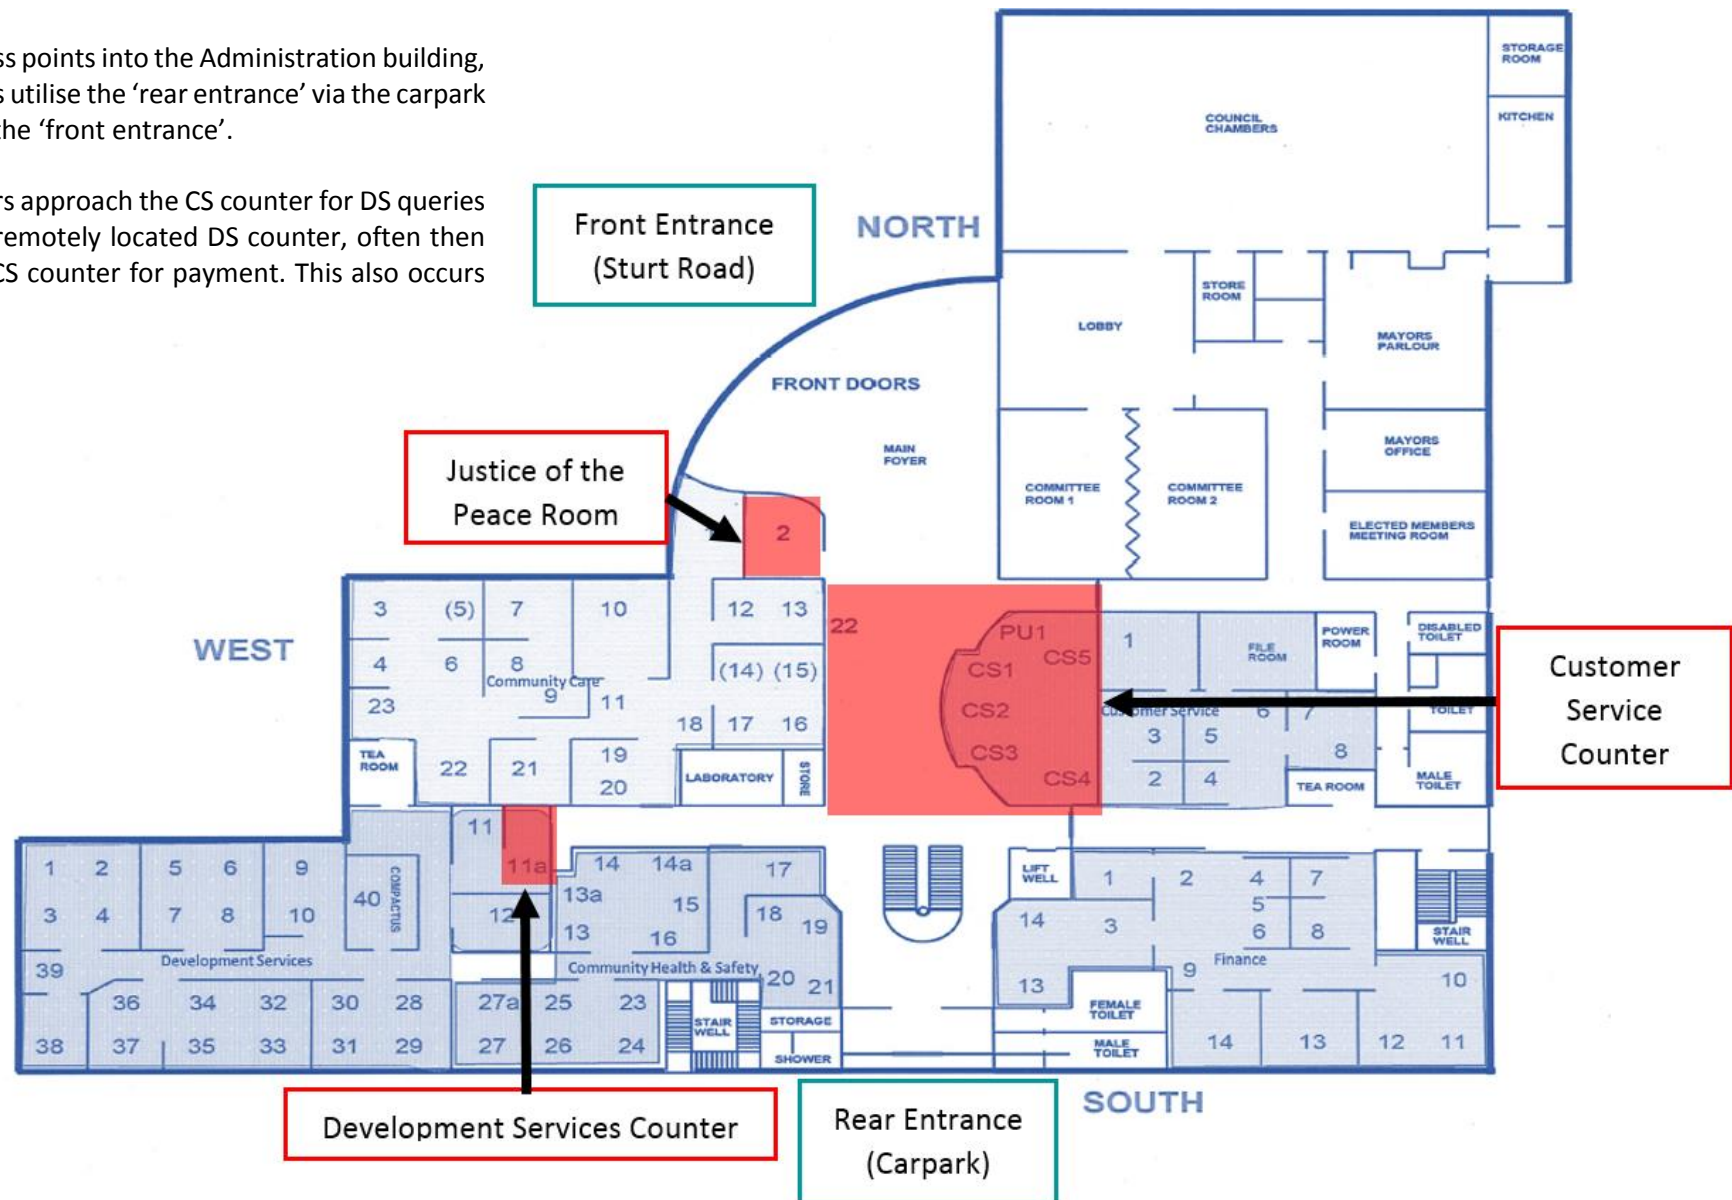 ss points into the Administration building,
s utilise the ‘rear entrance’ via the carpark
the ‘front entrance’.
rs approach the CS counter for DS queries
remotely located DS counter, often then
CS counter for payment. This also occurs
Front Entrance
(Sturt Road)
NORTH
COUNCIL
CHAMBERS
STORAGE
ROOM
KITCHEN
STORE
ROOM
LOBBY
MAYORS
PARLOUR
FRONT DOORS
MAIN
FOYER
COMMITTEE
ROOM 1
COMMITTEE
ROOM 2
MAYORS
OFFICE
ELECTED MEMBERS
MEETING ROOM
Justice of the
Peace Room
2
WEST
3 (5) 7 10 12 13
4 6 8 (14) (15)
Community Care
23 9 11 18 17 16
TEA
ROOM
22 21 19
20
LABORATORY
STORE
22
PU1
CS1 CS5
CS2
CS3
CS4
1
FILE
ROOM
POWER
ROOM
DISABLED
TOILET
Customer Service
6 7
TOILET
3 5 8
2 4
TEA ROOM
MALE
TOILET
Customer
Service
Counter
11
11a
12
1 2 5 6 9
3 4 7 8 10
40
COMPACTUS
39
Development Services
36 34 32 30 28
38 37 35 33 31 29
14 14a 17
13a 15 18 19
13 16
Community Health & Safety
20 21
27a 25 23
27 26 24
STAIR
WELL
STORAGE
SHOWER
LIFT
WELL
1 2 4 7
14 3 5
6 8
9 Finance
13
10
STAIR
WELL
FEMALE
TOILET
MALE
TOILET
14 13 12 11
SOUTH
Development Services Counter
Rear Entrance
(Carpark)